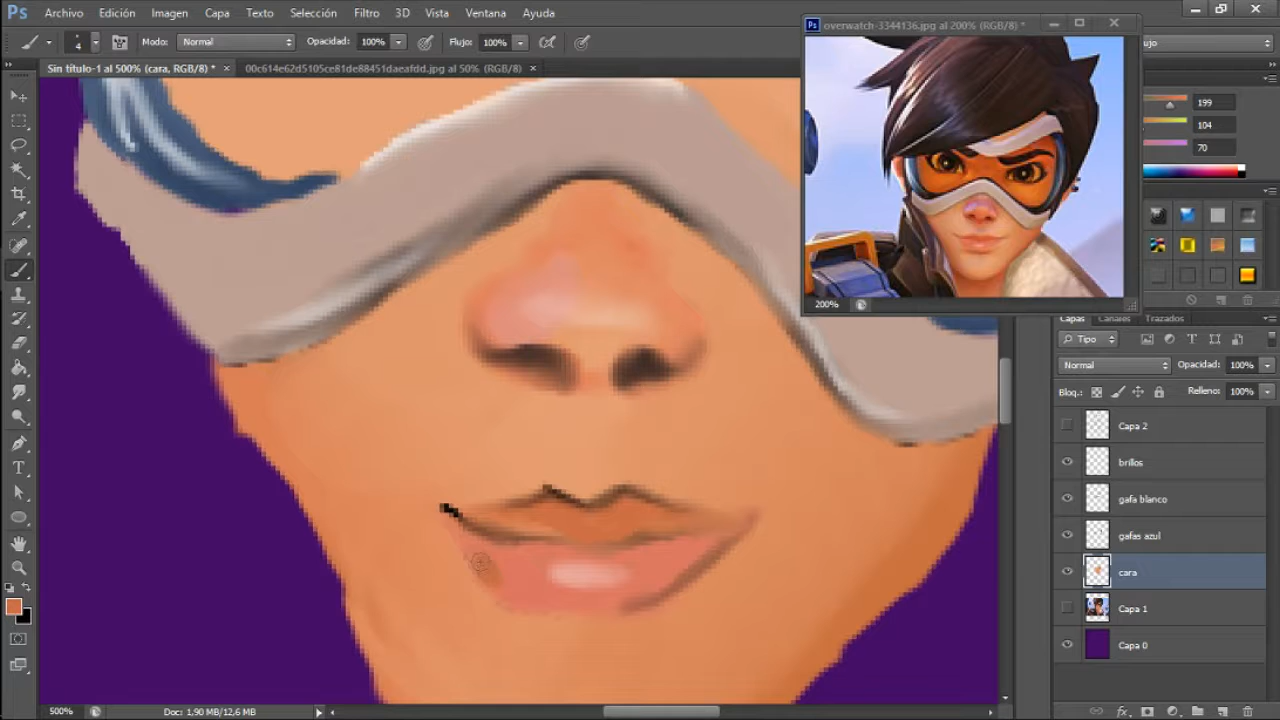 Ps Archivo Edición Imagen Capa Texto Selección Filtro 3D Vista Ventana Ayuda
4 Modo: Normal Opacidad: 100% Flujo: 100%
Sin título-1 al 500% (cara, RGB/8) * × 00c614e62d5105ce81de88451daeafdd.jpg al 50% (RGB/8) ×
Ps overwatch-3344136.jpg al 200% (RGB/8) *
200%
ujo
199
104
70
Capas Canales Trazados
Tipo
Normal Opacidad: 100%
Bloq.: Relleno: 100%
Capa 2
brillos
gafa blanco
gafas azul
cara
Capa 1
Capa 0
500% Doc: 1,90 MB/12,6 MB